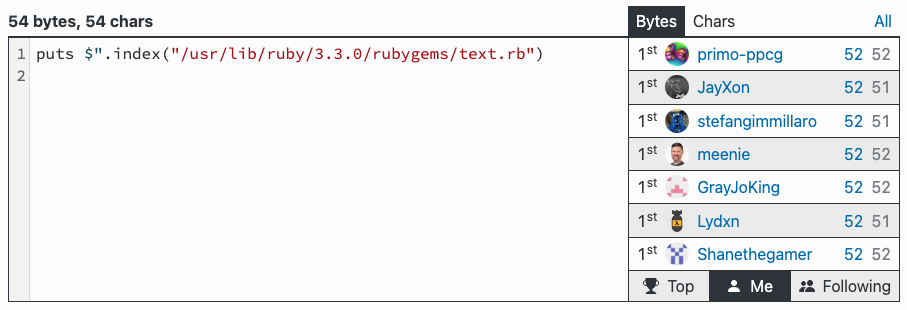 54 bytes, 54 chars
Bytes Chars All
1 puts $".index("/usr/lib/ruby/3.3.0/rubygems/text.rb")
2
1st primo-ppcg 52 52
1st JayXon 52 51
1st stefangimmillaro 52 51
1st meenie 52 52
1st GrayJoKing 52 52
1st Lydxn 52 51
1st Shanethegamer 52 52
Top Me Following